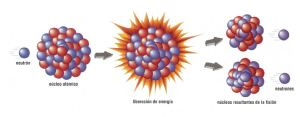 neutrón
núcleo atómico
liberación de energía
núcleos resultantes de la fisión
neutrones